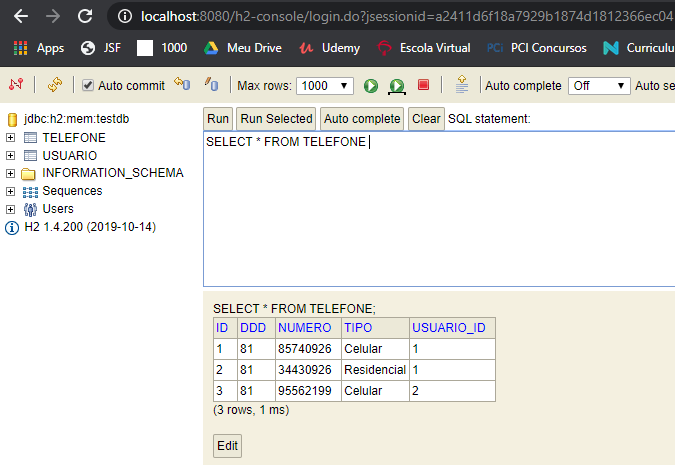 localhost:8080/h2-console/login.do?jsessionid=a2411d6f18a7929b1874d1812366ec04
Apps JSF 1000 Meu Drive Udemy Escola Virtual PCI Concursos Curriculu
Auto commit Max rows: 1000 Auto complete Off Auto se
jdbc:h2:mem:testdb
TELEFONE
USUARIO
INFORMATION_SCHEMA
Sequences
Users
H2 1.4.200 (2019-10-14)
Run Run Selected Auto complete Clear SQL statement:
SELECT * FROM TELEFONE
SELECT * FROM TELEFONE;
ID DDD NUMERO TIPO USUARIO_ID
1 81 85740926 Celular 1
2 81 34430926 Residencial 1
3 81 95562199 Celular 2
(3 rows, 1 ms)
Edit